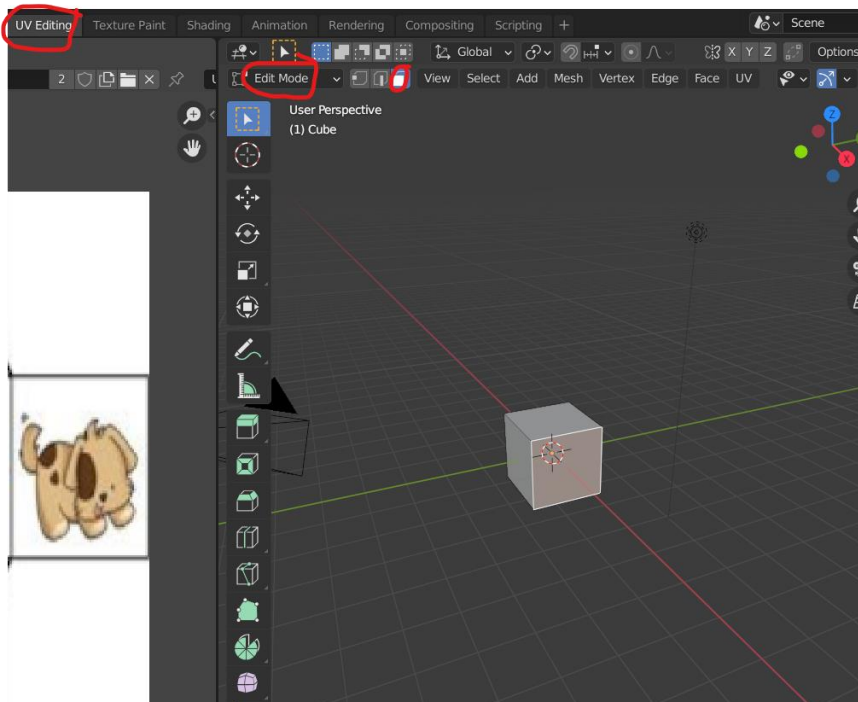 UV Editing Texture Paint Shading Animation Rendering Compositing Scripting + Scene
Global X Y Z Options
2 Edit Mode View Select Add Mesh Vertex Edge Face UV
User Perspective
(1) Cube
Z
X